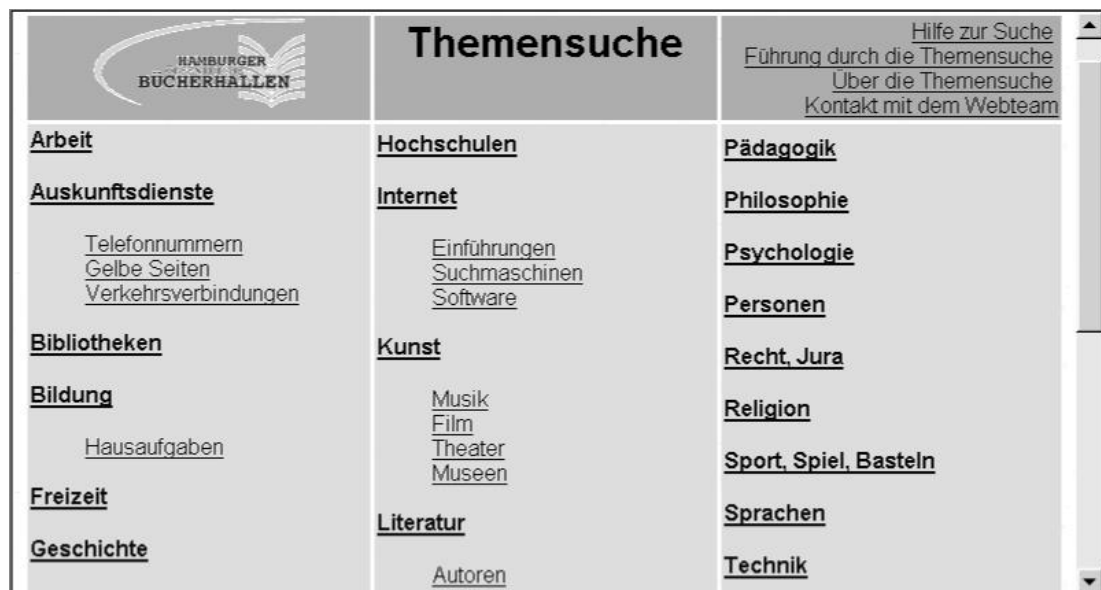 HAMBURGER
BÜCHERHALLEN
Themensuche
Hilfe zur Suche
Führung durch die Themensuche
Über die Themensuche
Kontakt mit dem Webteam
Arbeit
Auskunftsdienste
Telefonnummern
Gelbe Seiten
Verkehrsverbindungen
Bibliotheken
Bildung
Hausaufgaben
Freizeit
Geschichte
Hochschulen
Internet
Einführungen
Suchmaschinen
Software
Kunst
Musik
Film
Theater
Museen
Literatur
Autoren
Pädagogik
Philosophie
Psychologie
Personen
Recht, Jura
Religion
Sport, Spiel, Basteln
Sprachen
Technik